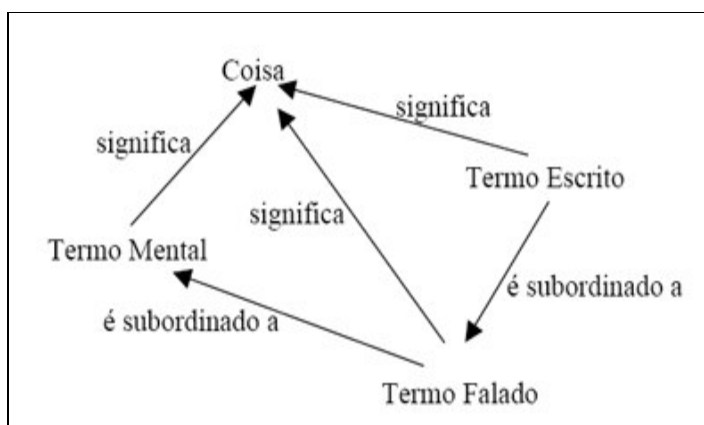 Coisa
significa
significa
Termo Escrito
significa
Termo Mental
é subordinado a
é subordinado a
Termo Falado